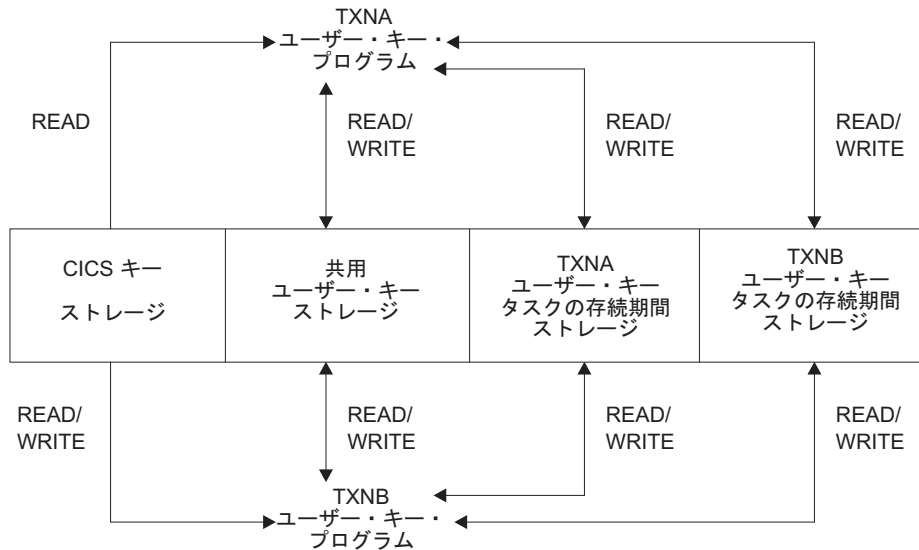 TXNA
ユーザー・キー・
プログラム
READ
READ/
WRITE
READ/
WRITE
READ/
WRITE
CICS キー
ストレージ
共用
ユーザー・キー
ストレージ
TXNA
ユーザー・キー
タスクの存続期間
ストレージ
TXNB
ユーザー・キー
タスクの存続期間
ストレージ
READ/
WRITE
READ/
WRITE
READ/
WRITE
READ/
WRITE
TXNB
ユーザー・キー・
プログラム